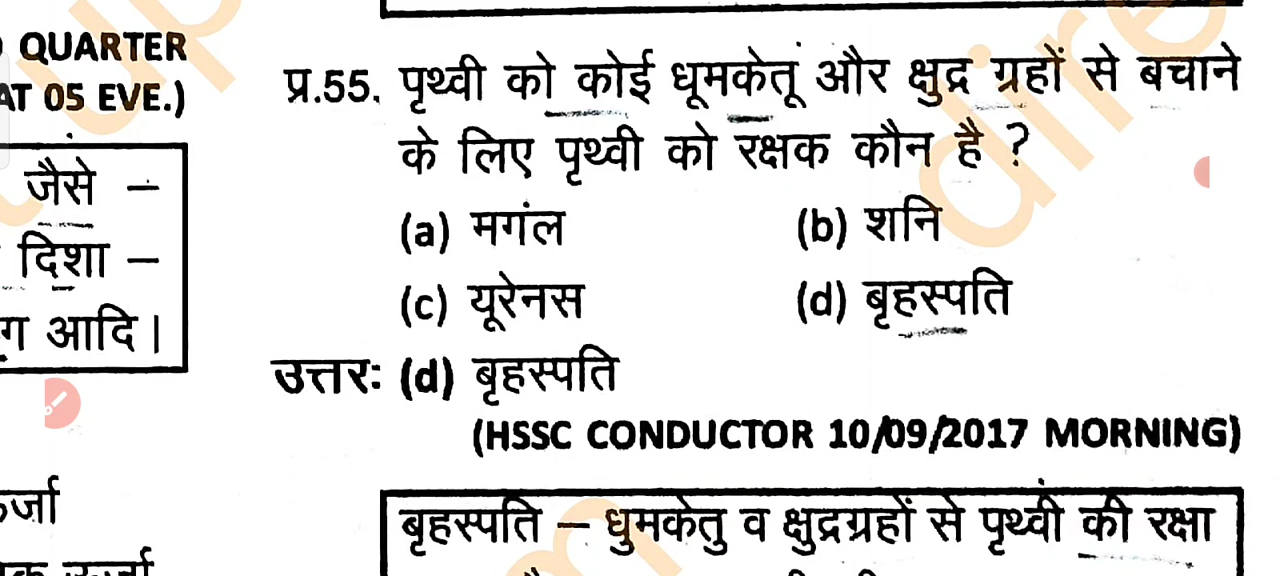 QUARTER
AT 05 EVE.)
जैसे –
दिशा –
ग आदि।
प्र.55. पृथ्वी को कोई धूमकेतू और क्षुद्र ग्रहों से बचाने
के लिए पृथ्वी को रक्षक कौन है ?
(a) मगंल (b) शनि
(c) यूरेनस (d) बृहस्पति
उत्तरः (d) बृहस्पति
(HSSC CONDUCTOR 10/09/2017 MORNING)
बृहस्पति – धुमकेतु व क्षुद्रग्रहों से पृथ्वी की रक्षा